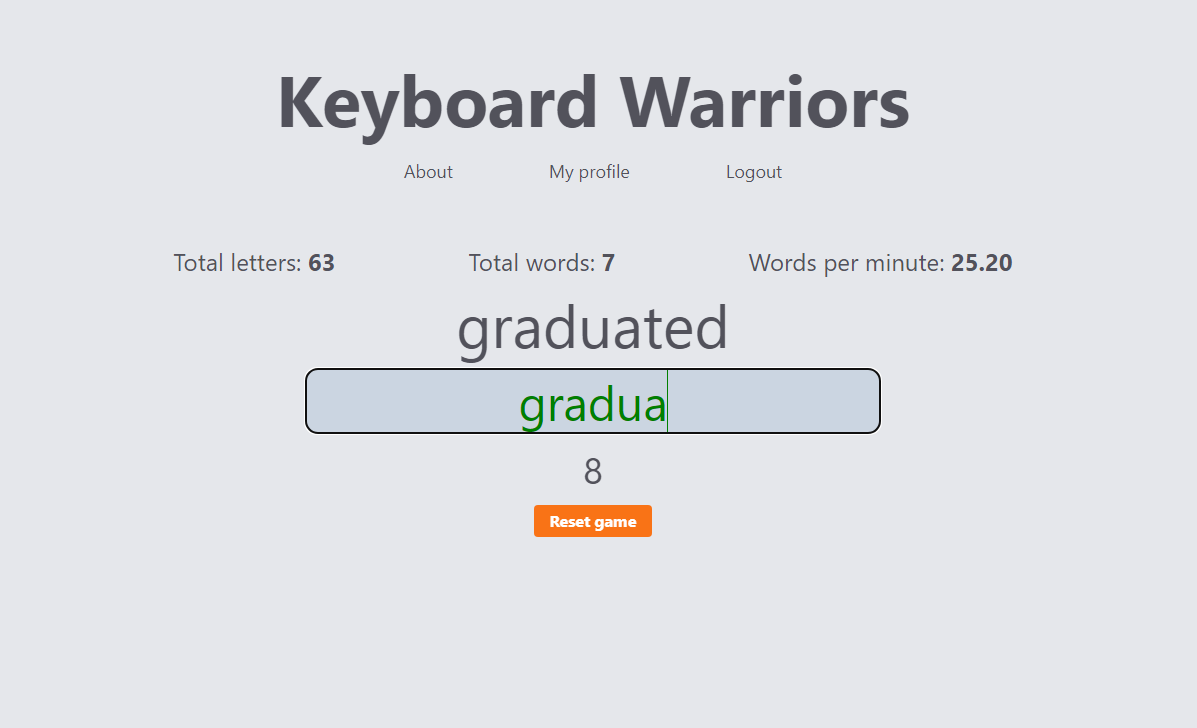 Keyboard Warriors
About My profile Logout
Total letters: 63 Total words: 7 Words per minute: 25.20
graduated
gradua
8
Reset game